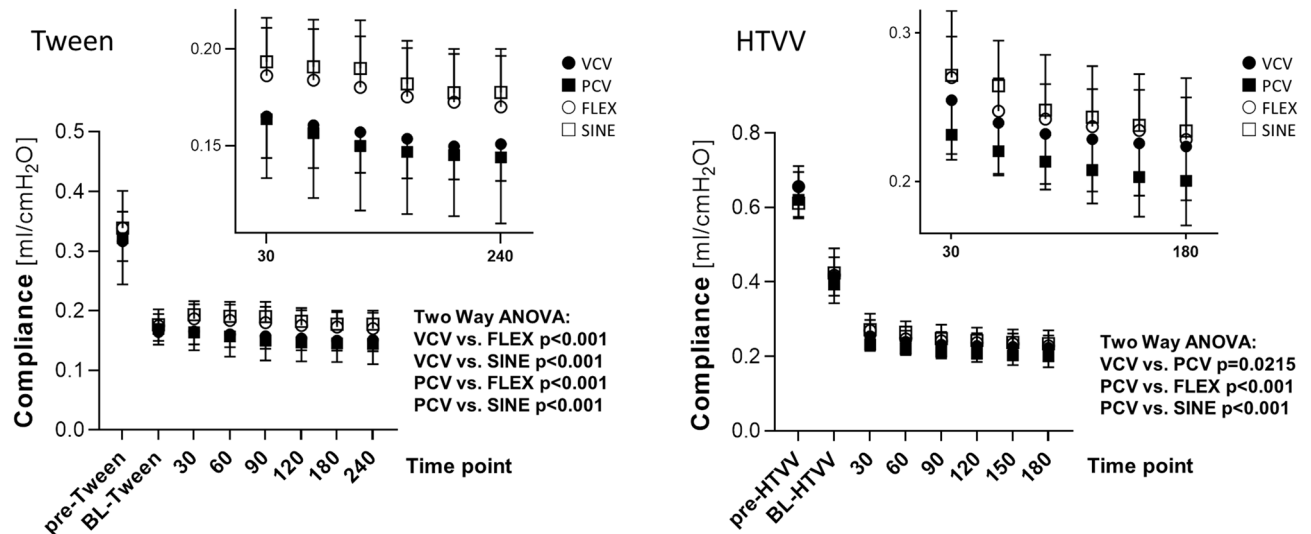 Tween
0.20
0.15
30
240
VCV
PCV
FLEX
SINE
0.5
0.4
0.3
0.2
0.1
0.0
Compliance [ml/cmH₂O]
pre-Tween
BL-Tween
30
60
90
120
180
240
Time point
Two Way ANOVA:
VCV vs. FLEX p<0.001
VCV vs. SINE p<0.001
PCV vs. FLEX p<0.001
PCV vs. SINE p<0.001
HTVV
0.3
0.2
30
180
VCV
PCV
FLEX
SINE
0.8
0.6
0.4
0.2
0.0
Compliance [ml/cmH₂O]
pre-HTVV
BL-HTVV
30
60
90
120
150
180
Time point
Two Way ANOVA:
VCV vs. PCV p=0.0215
PCV vs. FLEX p<0.001
PCV vs. SINE p<0.001